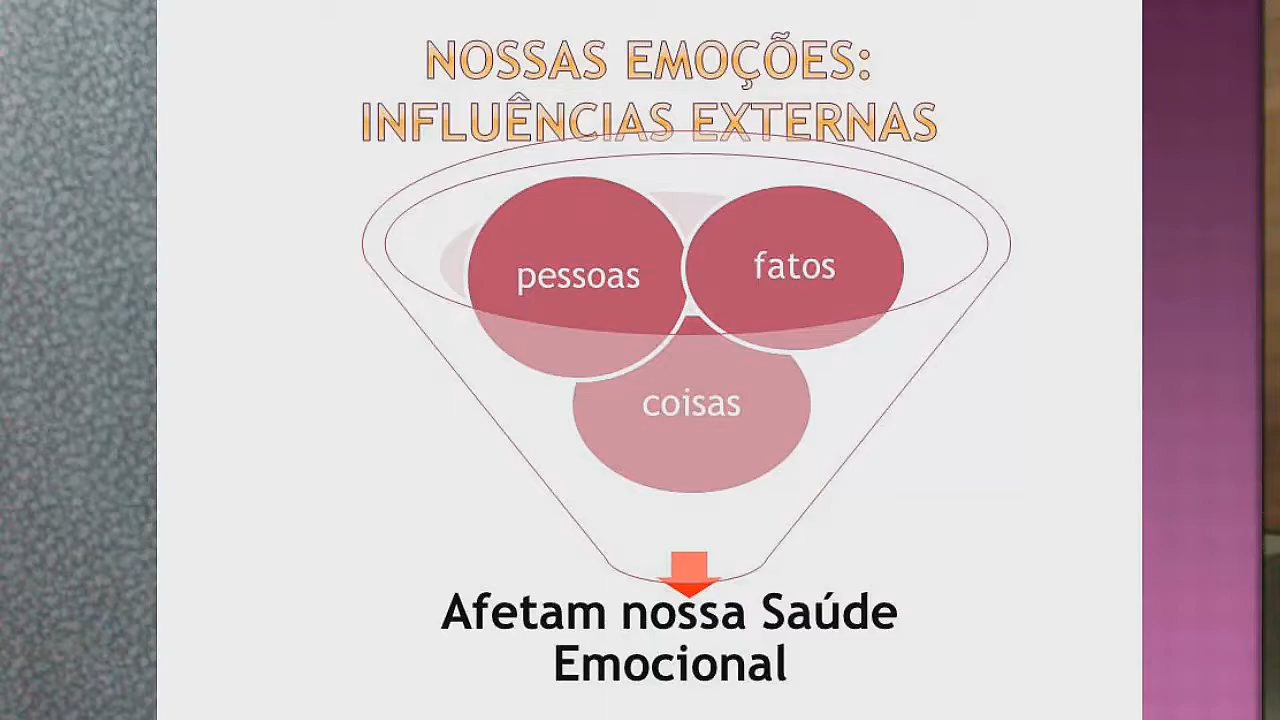 NOSSAS EMOÇÕES:
INFLUÊNCIAS EXTERNAS
pessoas
fatos
coisas
Afetam nossa Saúde
Emocional